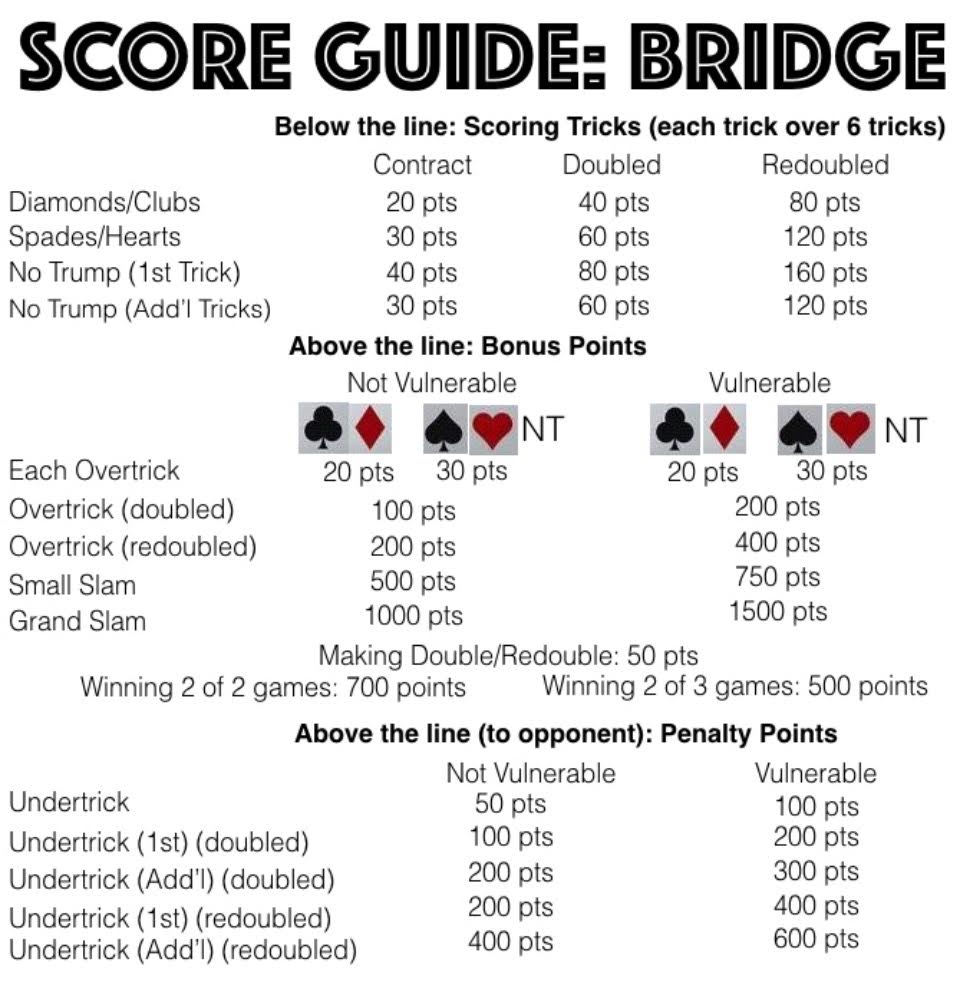 SCORE GUIDE: BRIDGE
Below the line: Scoring Tricks (each trick over 6 tricks)
Contract Doubled Redoubled
Diamonds/Clubs 20 pts 40 pts 80 pts
Spades/Hearts 30 pts 60 pts 120 pts
No Trump (1st Trick) 40 pts 80 pts 160 pts
No Trump (Add'l Tricks) 30 pts 60 pts 120 pts
Above the line: Bonus Points
Not Vulnerable Vulnerable
NT NT
Each Overtrick 20 pts 30 pts 20 pts 30 pts
Overtrick (doubled) 100 pts 200 pts
Overtrick (redoubled) 200 pts 400 pts
Small Slam 500 pts 750 pts
Grand Slam 1000 pts 1500 pts
Making Double/Redouble: 50 pts
Winning 2 of 2 games: 700 points Winning 2 of 3 games: 500 points
Above the line (to opponent): Penalty Points
Not Vulnerable Vulnerable
Undertrick 50 pts 100 pts
Undertrick (1st) (doubled) 100 pts 200 pts
Undertrick (Add'l) (doubled) 200 pts 300 pts
Undertrick (1st) (redoubled) 200 pts 400 pts
Undertrick (Add'l) (redoubled) 400 pts 600 pts